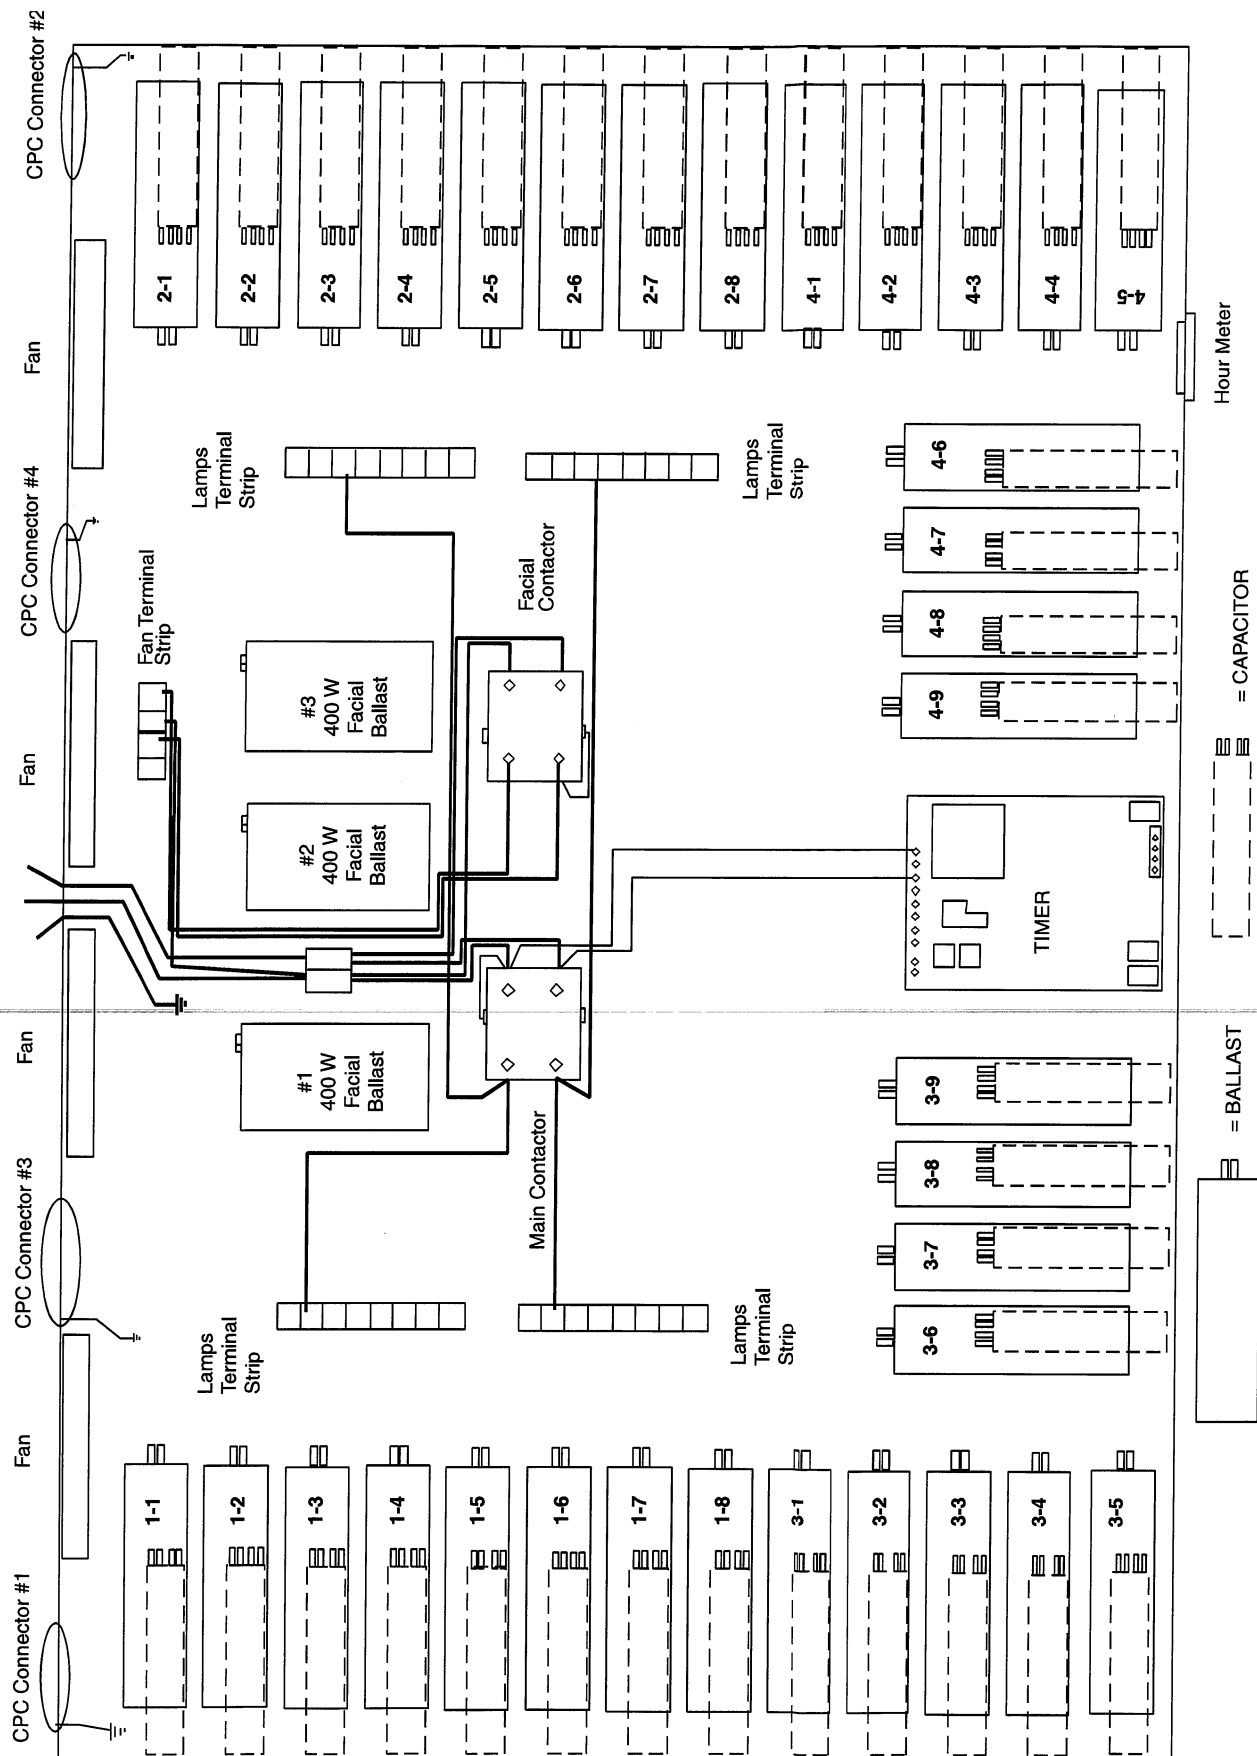 CPC Connector #1
Fan
CPC Connector #3
Fan
Fan
CPC Connector #4
Fan
CPC Connector #2
Fan Terminal
Strip
1-1
1-2
1-3
1-4
1-5
1-6
1-7
1-8
3-1
3-2
3-3
3-4
3-5
Lamps
Terminal
Strip
Lamps
Terminal
Strip
#1
400 W
Facial
Ballast
#2
400 W
Facial
Ballast
#3
400 W
Facial
Ballast
Main Contactor
Facial
Contactor
Lamps
Terminal
Strip
Lamps
Terminal
Strip
2-1
2-2
2-3
2-4
2-5
2-6
2-7
2-8
4-1
4-2
4-3
4-4
4-5
3-6
3-7
3-8
3-9
TIMER
4-9
4-8
4-7
4-6
Hour Meter
= BALLAST
= CAPACITOR